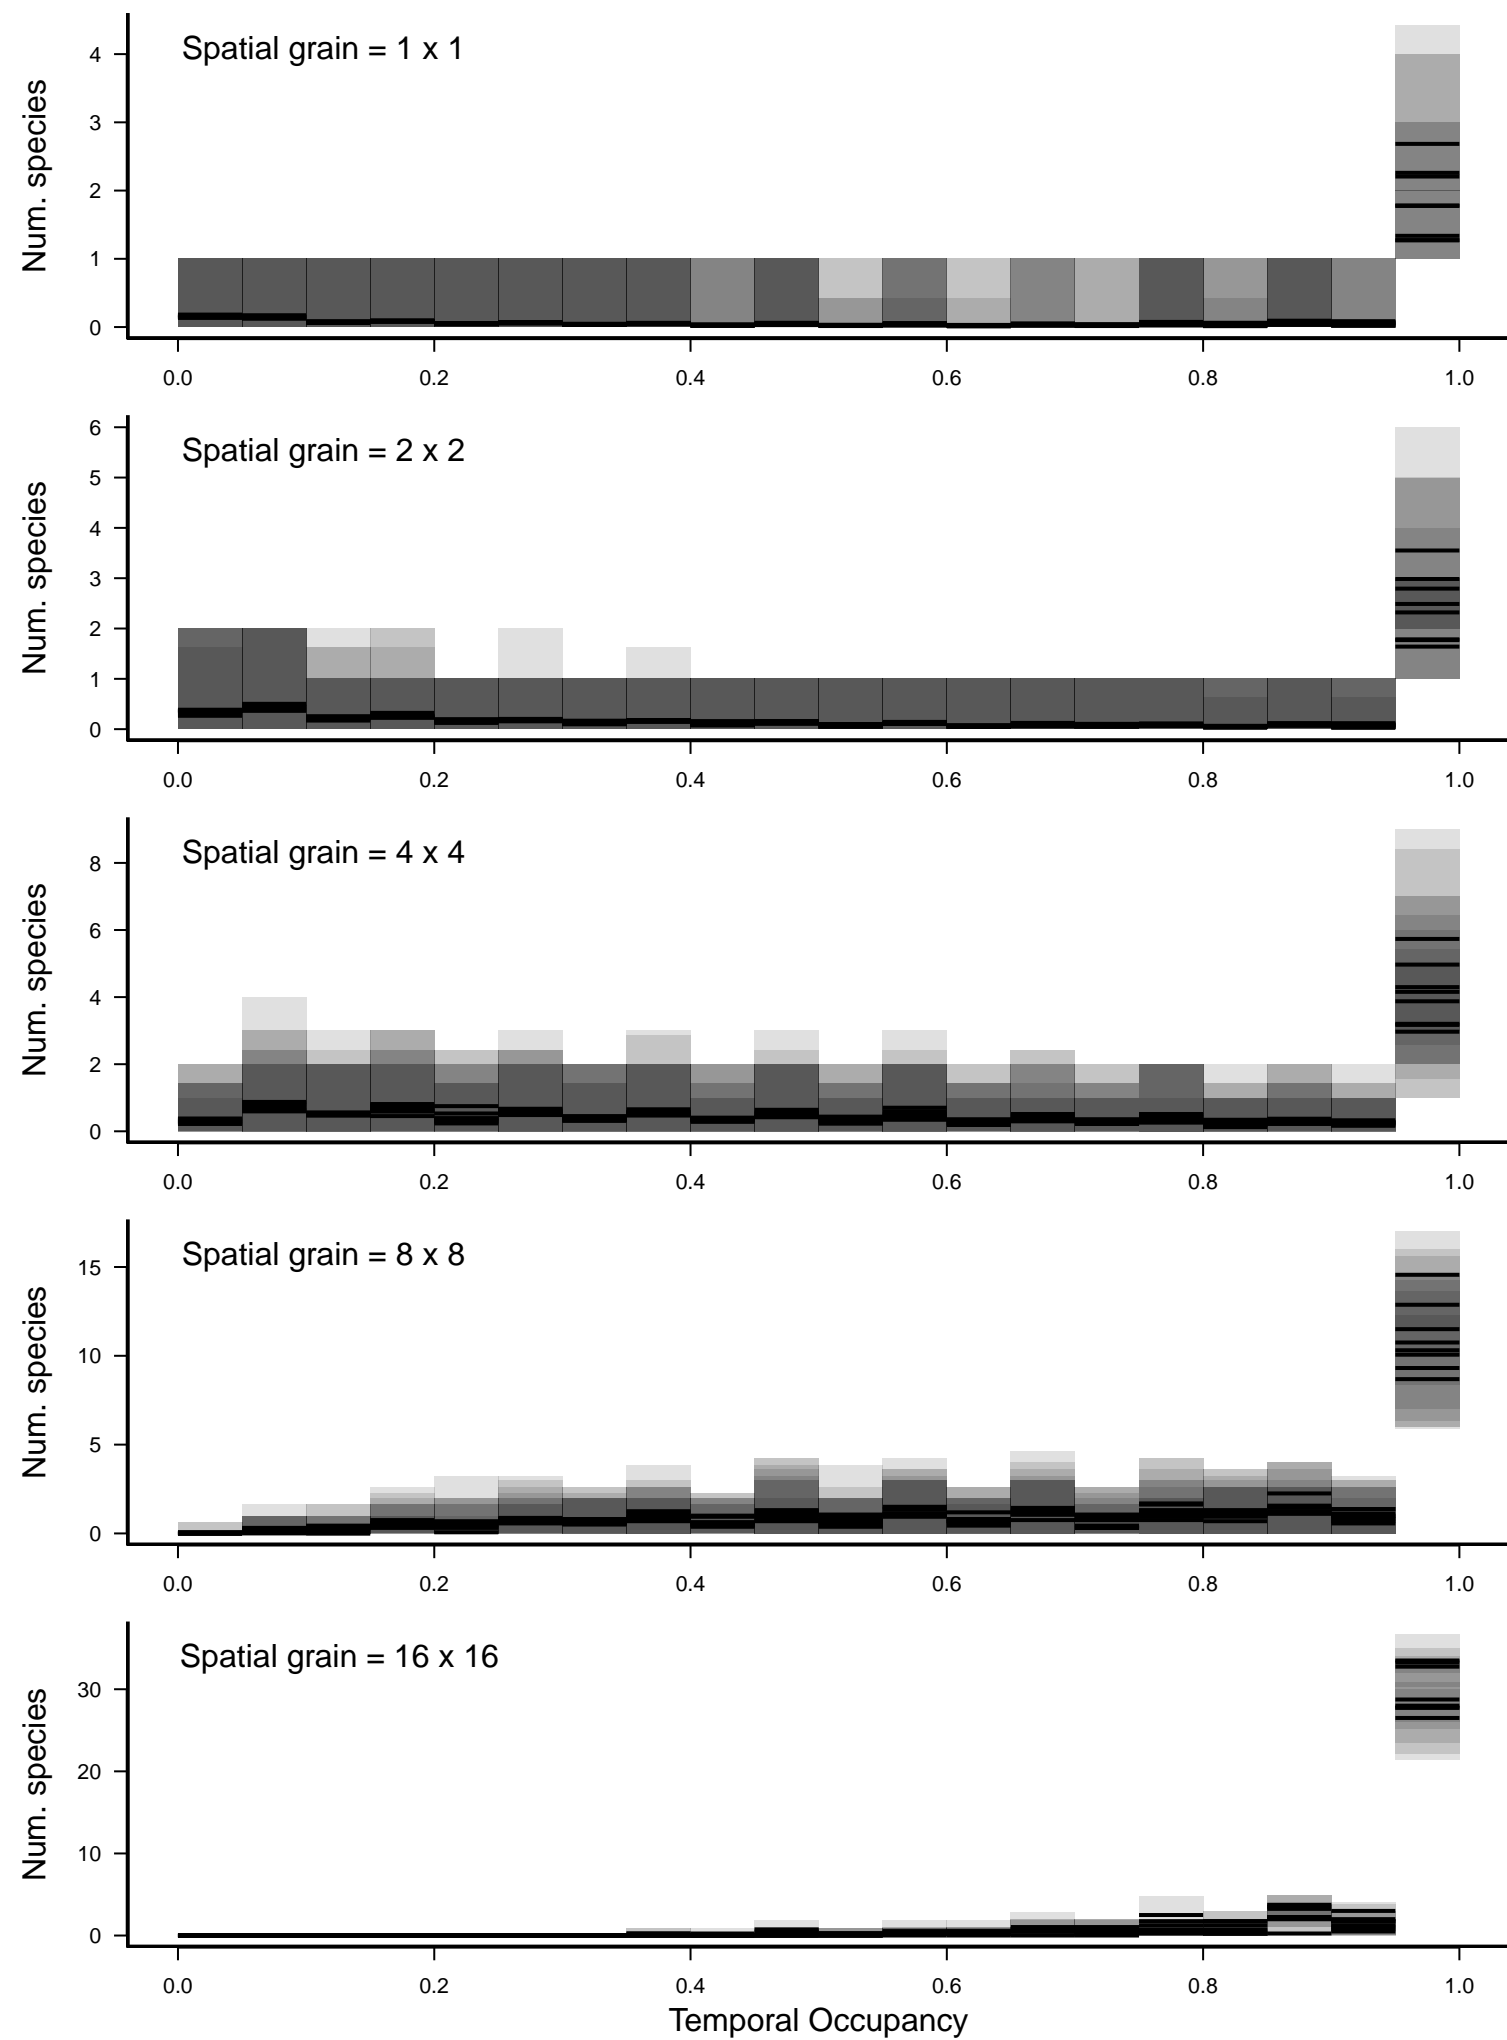 Spatial grain = 1 x 1
Num. species
4
3
2
1
0
0.0 0.2 0.4 0.6 0.8 1.0
Spatial grain = 2 x 2
Num. species
6
5
4
3
2
1
0
0.0 0.2 0.4 0.6 0.8 1.0
Spatial grain = 4 x 4
Num. species
8
6
4
2
0
0.0 0.2 0.4 0.6 0.8 1.0
Spatial grain = 8 x 8
Num. species
15
10
5
0
0.0 0.2 0.4 0.6 0.8 1.0
Spatial grain = 16 x 16
Num. species
30
20
10
0
0.0 0.2 0.4 0.6 0.8 1.0
Temporal Occupancy